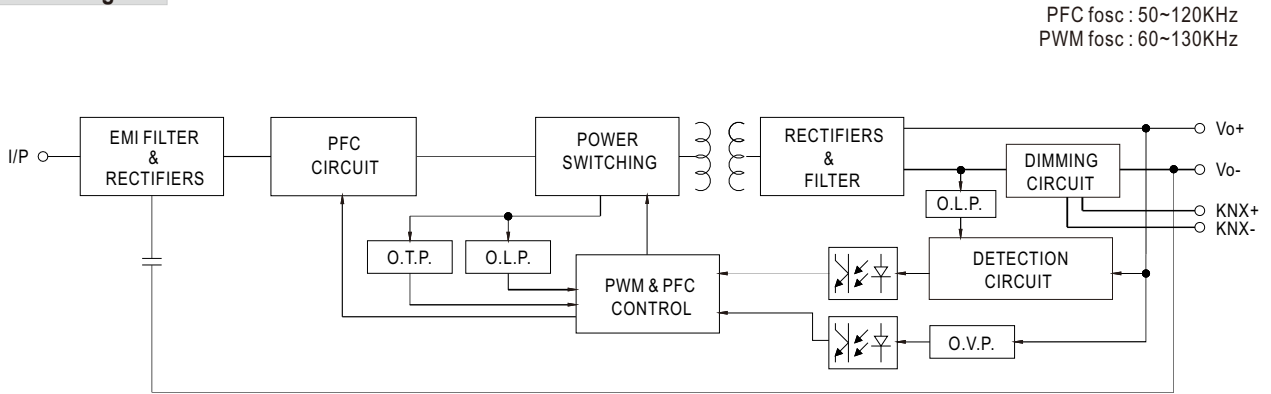 PFC fosc : 50~120KHz
PWM fosc : 60~130KHz
I/P
EMI FILTER
&
RECTIFIERS
PFC
CIRCUIT
POWER
SWITCHING
RECTIFIERS
&
FILTER
DIMMING
CIRCUIT
Vo+
Vo-
KNX+
KNX-
O.L.P.
O.T.P.
O.L.P.
PWM & PFC
CONTROL
DETECTION
CIRCUIT
O.V.P.